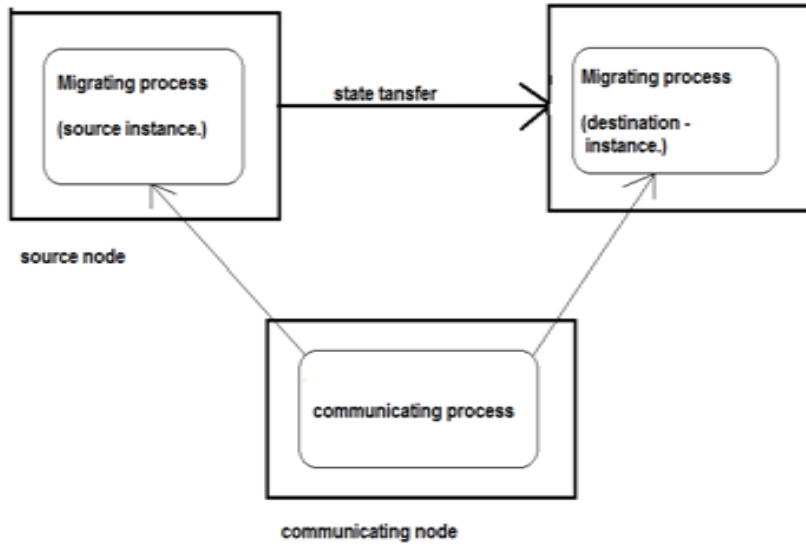 Migrating process
(source instance.)
state tansfer
Migrating process
(destination -
instance.)
source node
communicating process
communicating node